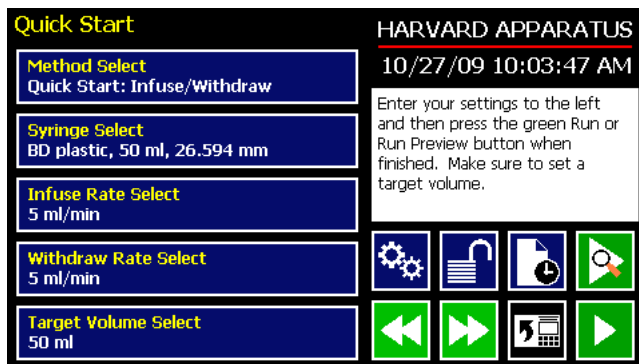 Quick Start
Method Select
Quick Start: Infuse/Withdraw
Syringe Select
BD plastic, 50 ml, 26.594 mm
Infuse Rate Select
5 ml/min
Withdraw Rate Select
5 ml/min
Target Volume Select
50 ml
HARVARD APPARATUS
10/27/09 10:03:47 AM
Enter your settings to the left
and then press the green Run or
Run Preview button when
finished. Make sure to set a
target volume.